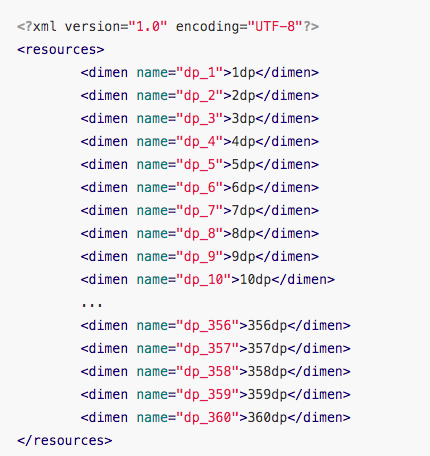 <?xml version="1.0" encoding="UTF-8"?>
<resources>
<dimen name="dp_1">1dp</dimen>
<dimen name="dp_2">2dp</dimen>
<dimen name="dp_3">3dp</dimen>
<dimen name="dp_4">4dp</dimen>
<dimen name="dp_5">5dp</dimen>
<dimen name="dp_6">6dp</dimen>
<dimen name="dp_7">7dp</dimen>
<dimen name="dp_8">8dp</dimen>
<dimen name="dp_9">9dp</dimen>
<dimen name="dp_10">10dp</dimen>
...
<dimen name="dp_356">356dp</dimen>
<dimen name="dp_357">357dp</dimen>
<dimen name="dp_358">358dp</dimen>
<dimen name="dp_359">359dp</dimen>
<dimen name="dp_360">360dp</dimen>
</resources>